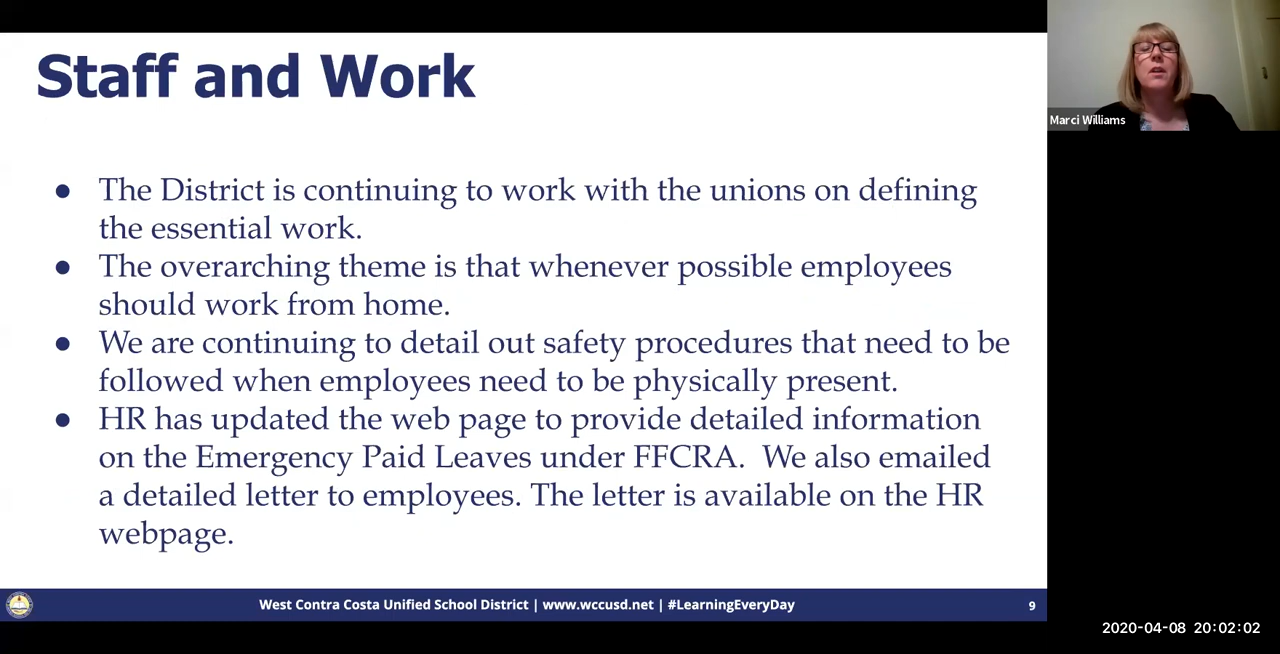 Staff and Work
● The District is continuing to work with the unions on defining
the essential work.
● The overarching theme is that whenever possible employees
should work from home.
● We are continuing to detail out safety procedures that need to be
followed when employees need to be physically present.
● HR has updated the web page to provide detailed information
on the Emergency Paid Leaves under FFCRA.  We also emailed
a detailed letter to employees. The letter is available on the HR
webpage.
West Contra Costa Unified School District | www.wccusd.net | #LearningEveryDay
9
Marci Williams
2020-04-08 20:02:02